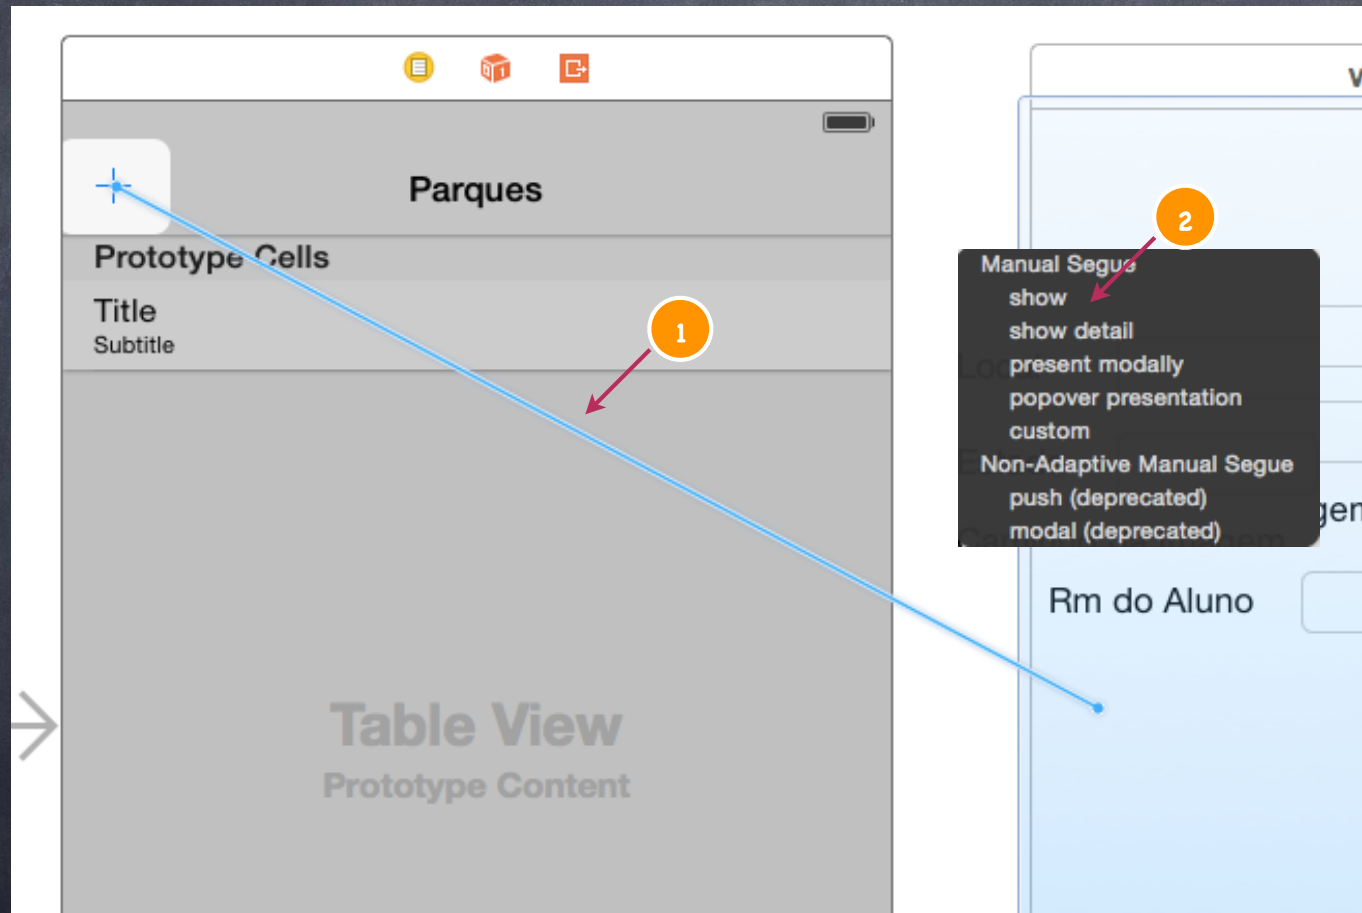 Parques
Prototype Cells
Title
Subtitle
1
Table View
Prototype Content
2
Manual Segue
show
show detail
present modally
popover presentation
custom
Non-Adaptive Manual Segue
push (deprecated)
modal (deprecated)
Rm do Aluno